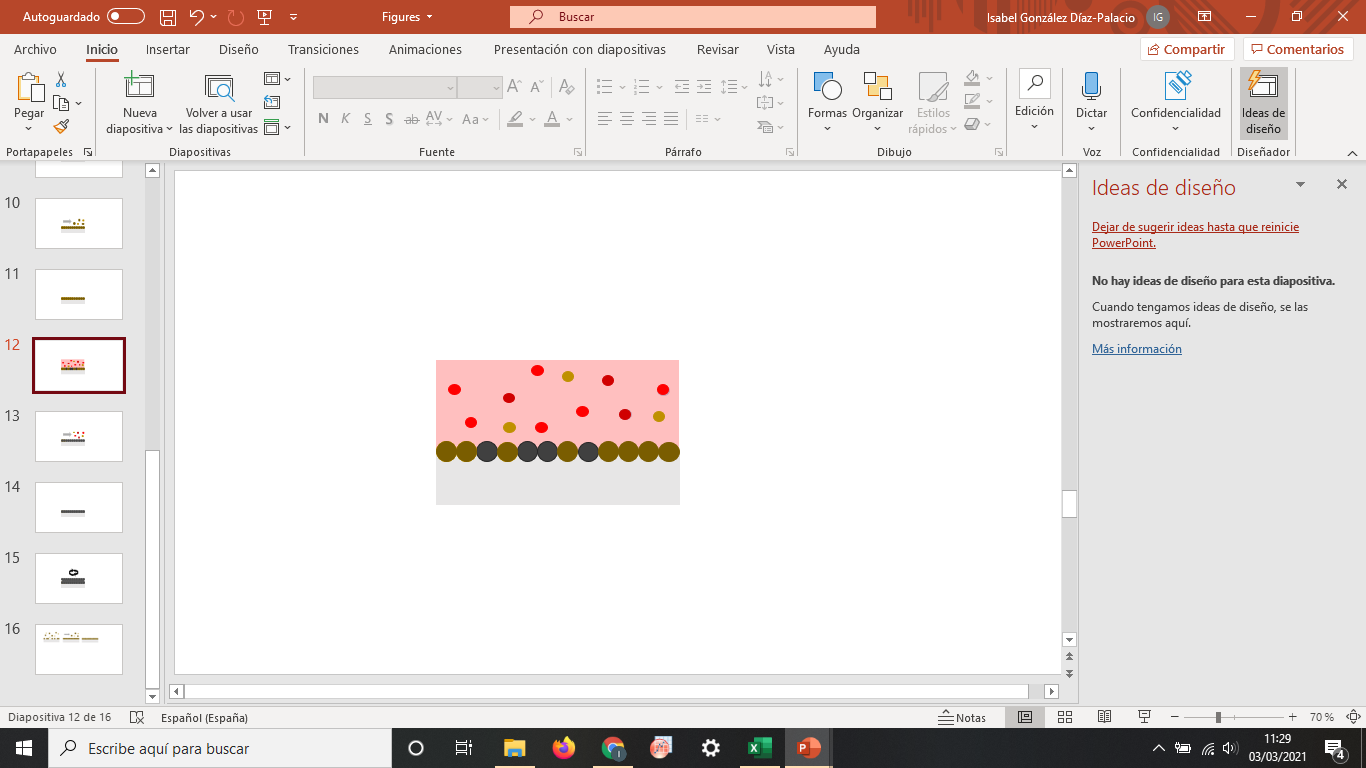 Autoguardado
Figures
Buscar
Isabel González Díaz-Palacio
IG
Archivo
Inicio
Insertar
Diseño
Transiciones
Animaciones
Presentación con diapositivas
Revisar
Vista
Ayuda
Compartir
Comentarios
Pegar
Nueva
diapositiva
Volver a usar
las diapositivas
N K S S ab AV Aa A
Formas
Organizar
Estilos
rápidos
Edición
Dictar
Confidencialidad
Ideas de
diseño
Portapapeles
Diapositivas
Fuente
Párrafo
Dibujo
Voz
Confidencialidad
Diseñador
10
11
12
13
14
15
16
Ideas de diseño
Dejar de sugerir ideas hasta que reinicie
PowerPoint.
No hay ideas de diseño para esta diapositiva.
Cuando tengamos ideas de diseño, se las
mostraremos aquí.
Más información
Diapositiva 12 de 16
Español (España)
Notas
70 %
Escribe aquí para buscar
11:29
03/03/2021
4